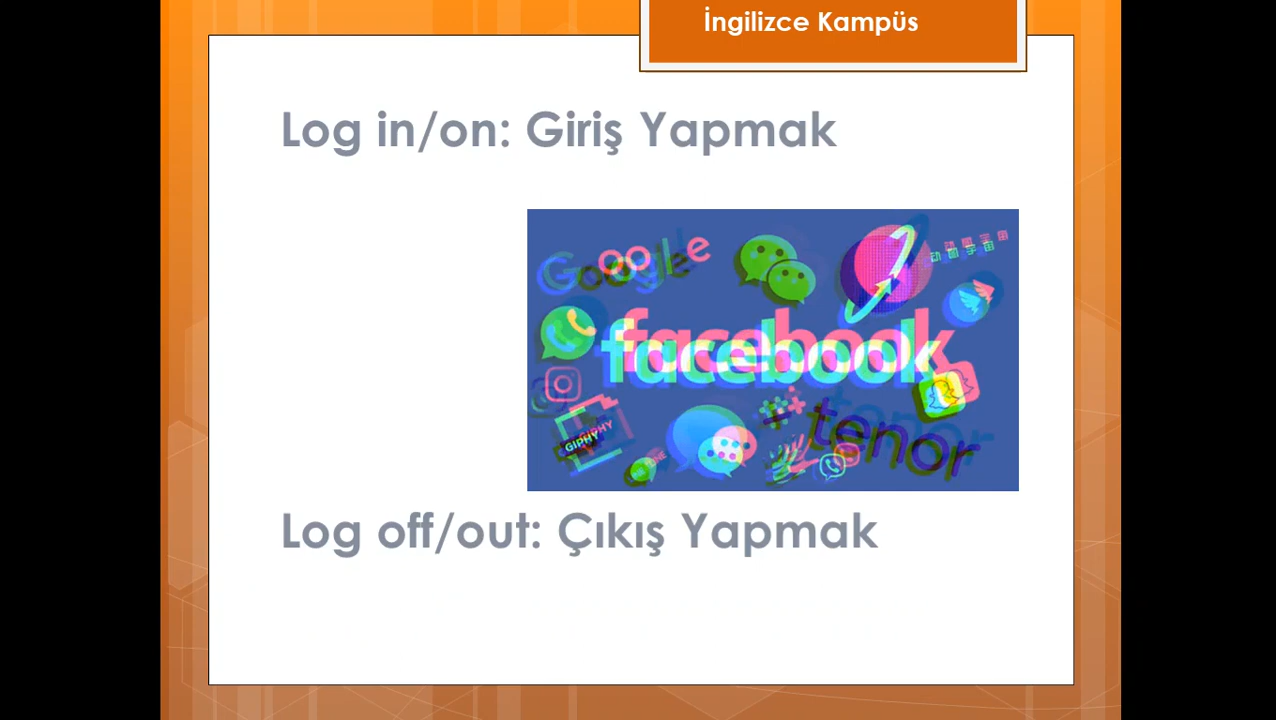 İngilizce Kampüs
Log in/on: Giriş Yapmak
Google
facebook
GIPHY
tenor
Log off/out: Çıkış Yapmak